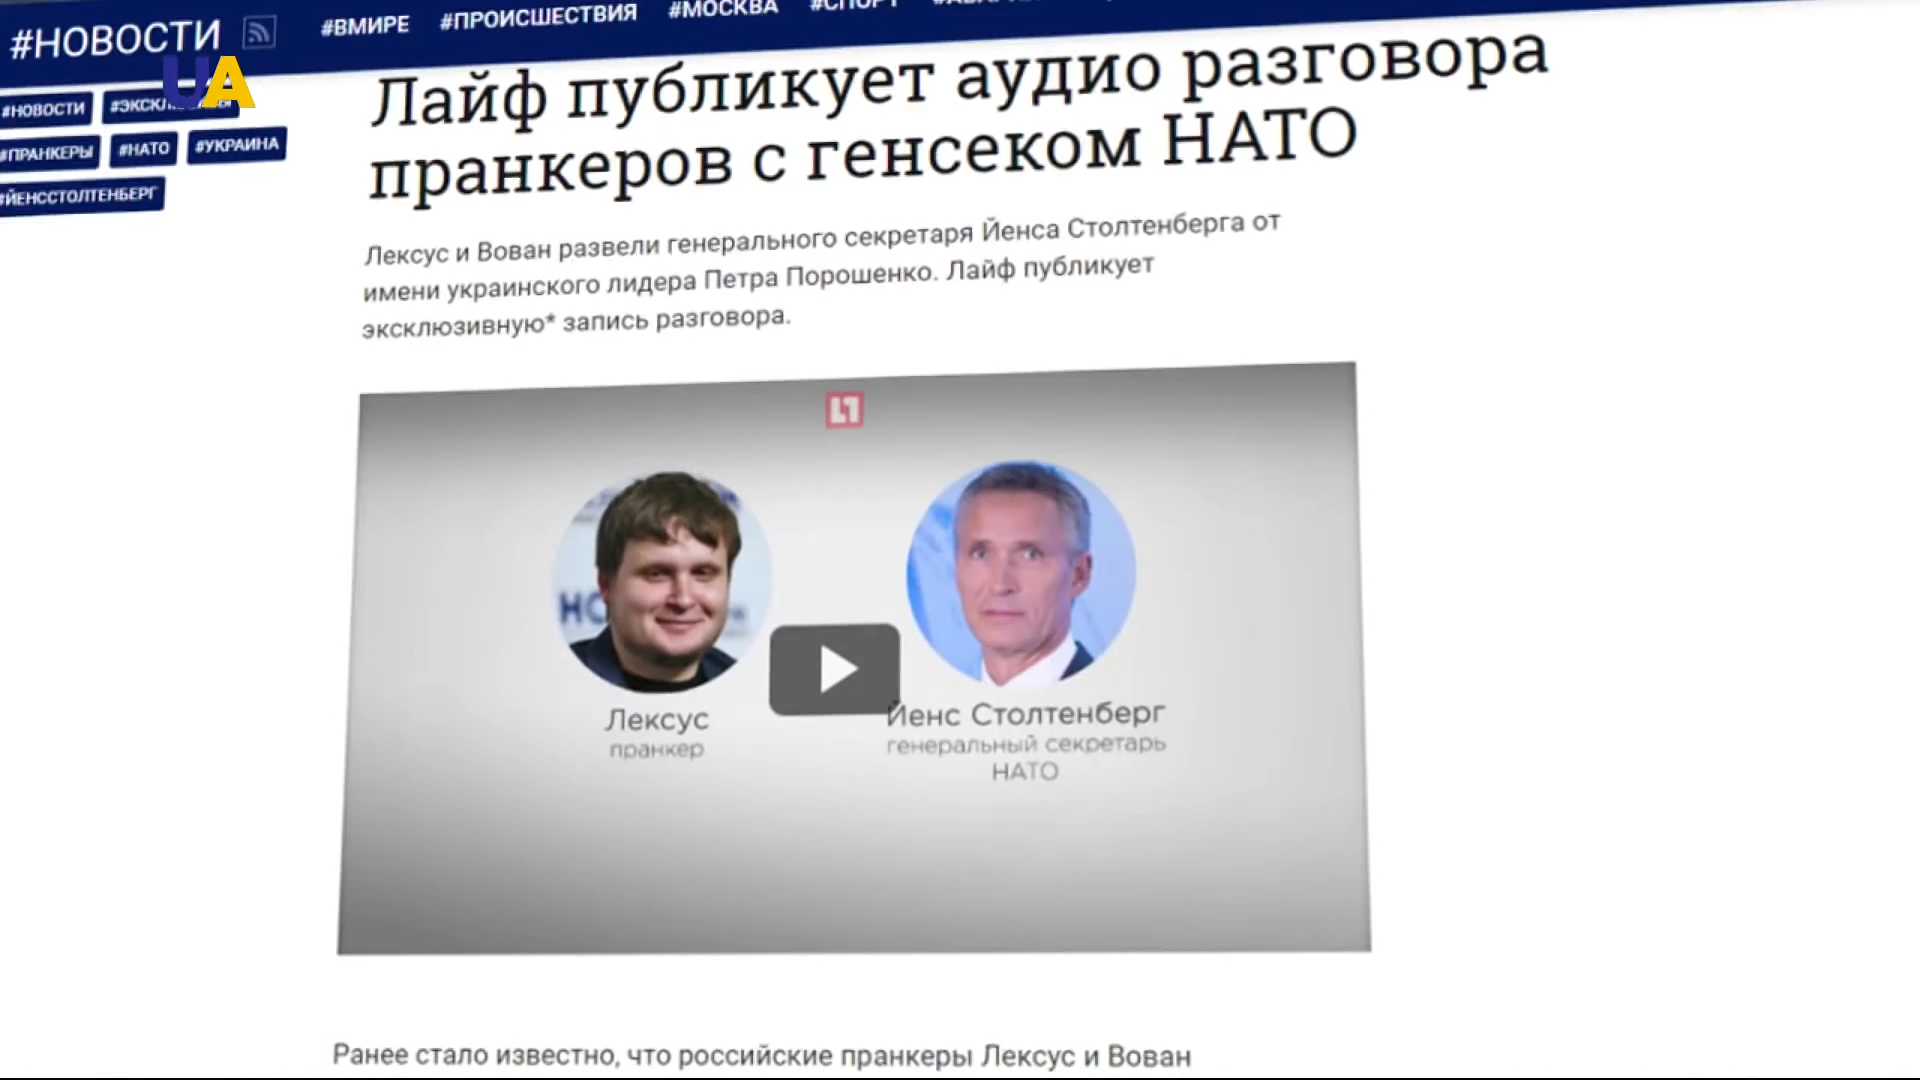 #НОВОСТИ
#ВМИРЕ #ПРОИСШЕСТВИЯ #МОСКВА #СПОРТ
UA
#НОВОСТИ
#ПРАНКЕРЫ #НАТО #УКРАИНА
#ЙЕНССТОЛТЕНБЕРГ
Лайф публикует аудио разговора
пранкеров с генсеком НАТО
Лексус и Вован развели генерального секретаря Йенса Столтенберга от
имени украинского лидера Петра Порошенко. Лайф публикует
эксклюзивную* запись разговора.
Лексус
пранкер
Йенс Столтенберг
генеральный секретарь
НАТО
Ранее стало известно, что российские пранкеры Лексус и Вован